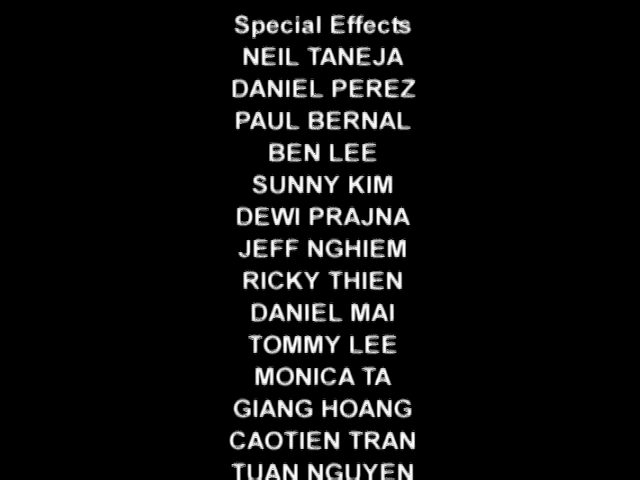 Special Effects
NEIL TANEJA
DANIEL PEREZ
PAUL BERNAL
BEN LEE
SUNNY KIM
DEWI PRAJNA
JEFF NGHIEM
RICKY THIEN
DANIEL MAI
TOMMY LEE
MONICA TA
GIANG HOANG
CAOTIEN TRAN
TUAN NGUYEN